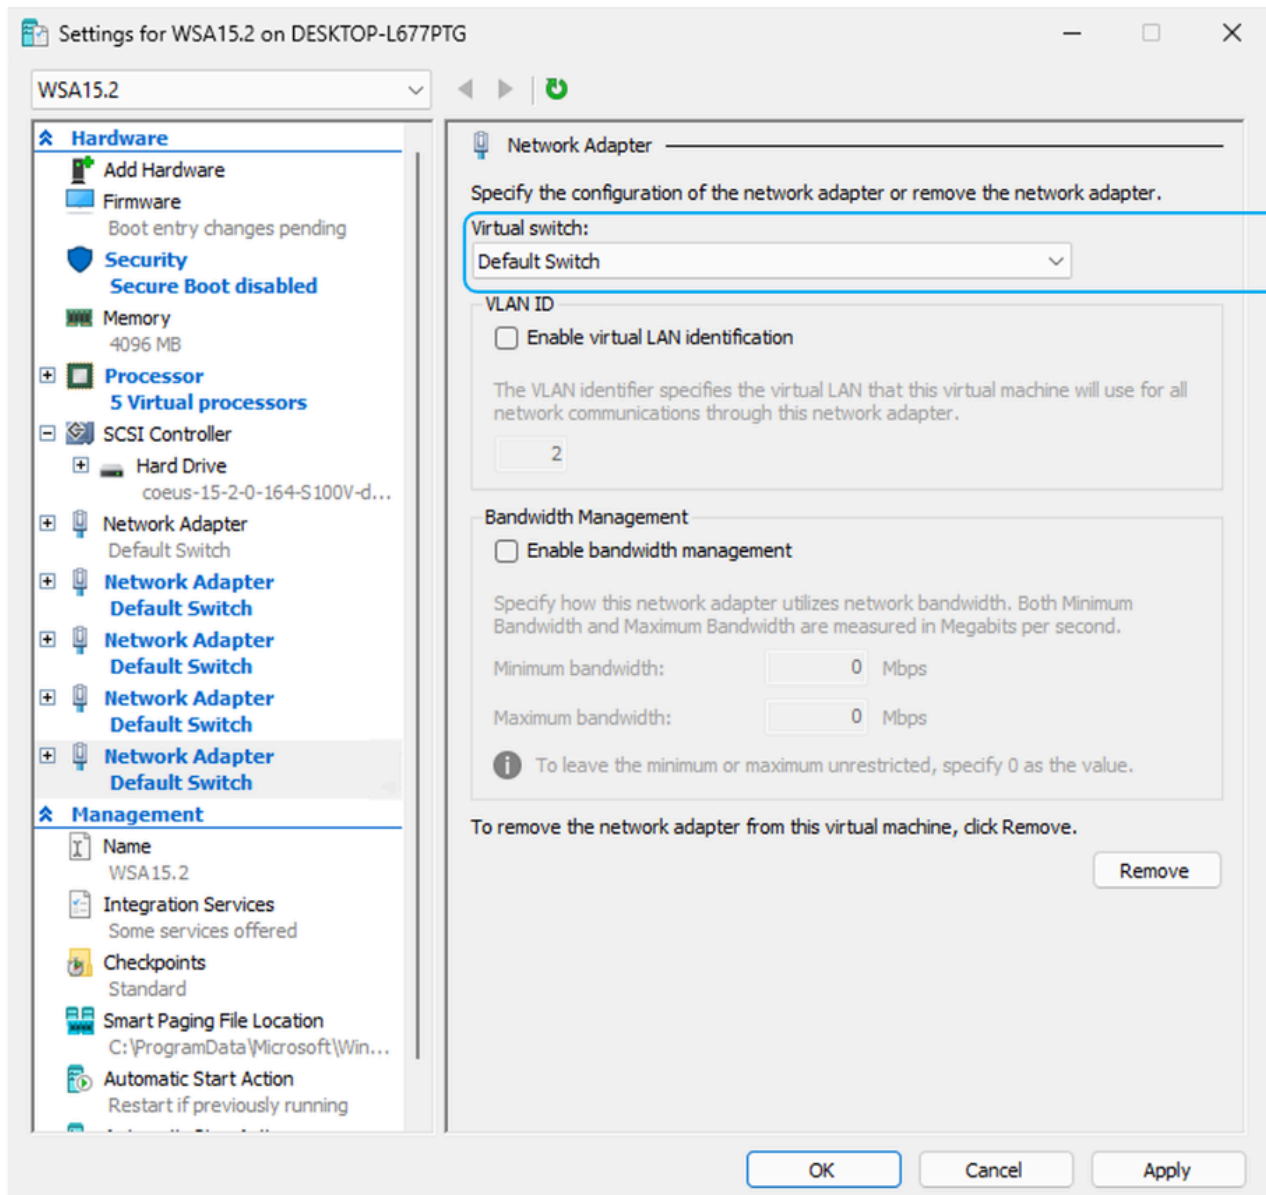 Settings for WSA15.2 on DESKTOP-L677PTG
WSA15.2
Hardware
Add Hardware
Firmware
Boot entry changes pending
Security
Secure Boot disabled
Memory
4096 MB
Processor
5 Virtual processors
SCSI Controller
Hard Drive
coeus-15-2-0-164-S100V-d...
Network Adapter
Default Switch
Network Adapter
Default Switch
Network Adapter
Default Switch
Network Adapter
Default Switch
Network Adapter
Default Switch
Management
Name
WSA15.2
Integration Services
Some services offered
Checkpoints
Standard
Smart Paging File Location
C:\ProgramData\Microsoft\Win...
Automatic Start Action
Restart if previously running
Network Adapter
Specify the configuration of the network adapter or remove the network adapter.
Virtual switch:
Default Switch
VLAN ID
Enable virtual LAN identification
The VLAN identifier specifies the virtual LAN that this virtual machine will use for all
network communications through this network adapter.
2
Bandwidth Management
Enable bandwidth management
Specify how this network adapter utilizes network bandwidth. Both Minimum
Bandwidth and Maximum Bandwidth are measured in Megabits per second.
Minimum bandwidth: 0 Mbps
Maximum bandwidth: 0 Mbps
To leave the minimum or maximum unrestricted, specify 0 as the value.
To remove the network adapter from this virtual machine, click Remove.
Remove
OK Cancel Apply